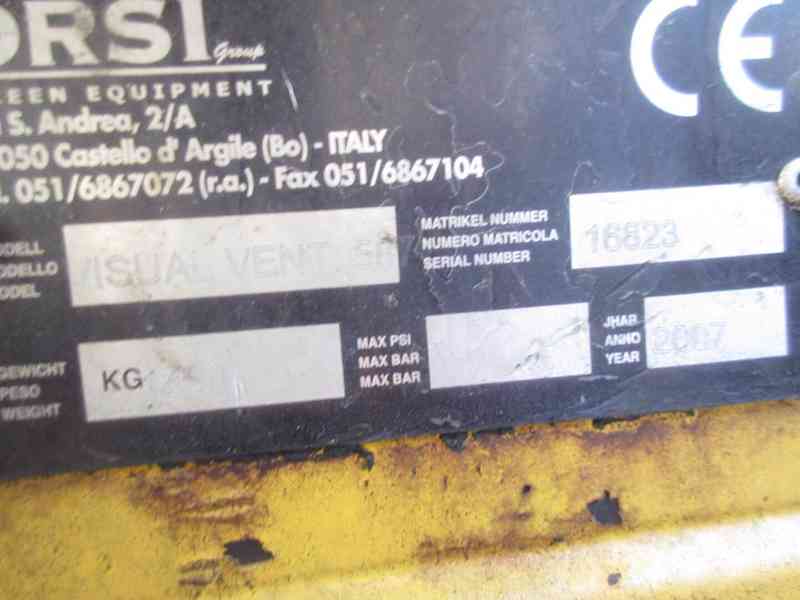 ORSI Group
EEN EQUIPMENT
S. Andrea, 2/A
050 Castello d' Argile (Bo) - ITALY
. 051/6867072 (r.a.) - Fax 051/6867104
CE
ODELL
ODELLO
ODEL
VISUAL VENT
MATRIKEL NUMMER
NUMERO MATRICOLA
SERIAL NUMBER
16823
GEWICHT
PESO
WEIGHT
KG
MAX PSI
MAX BAR
MAX BAR
JHAR
ANNO
YEAR
2007